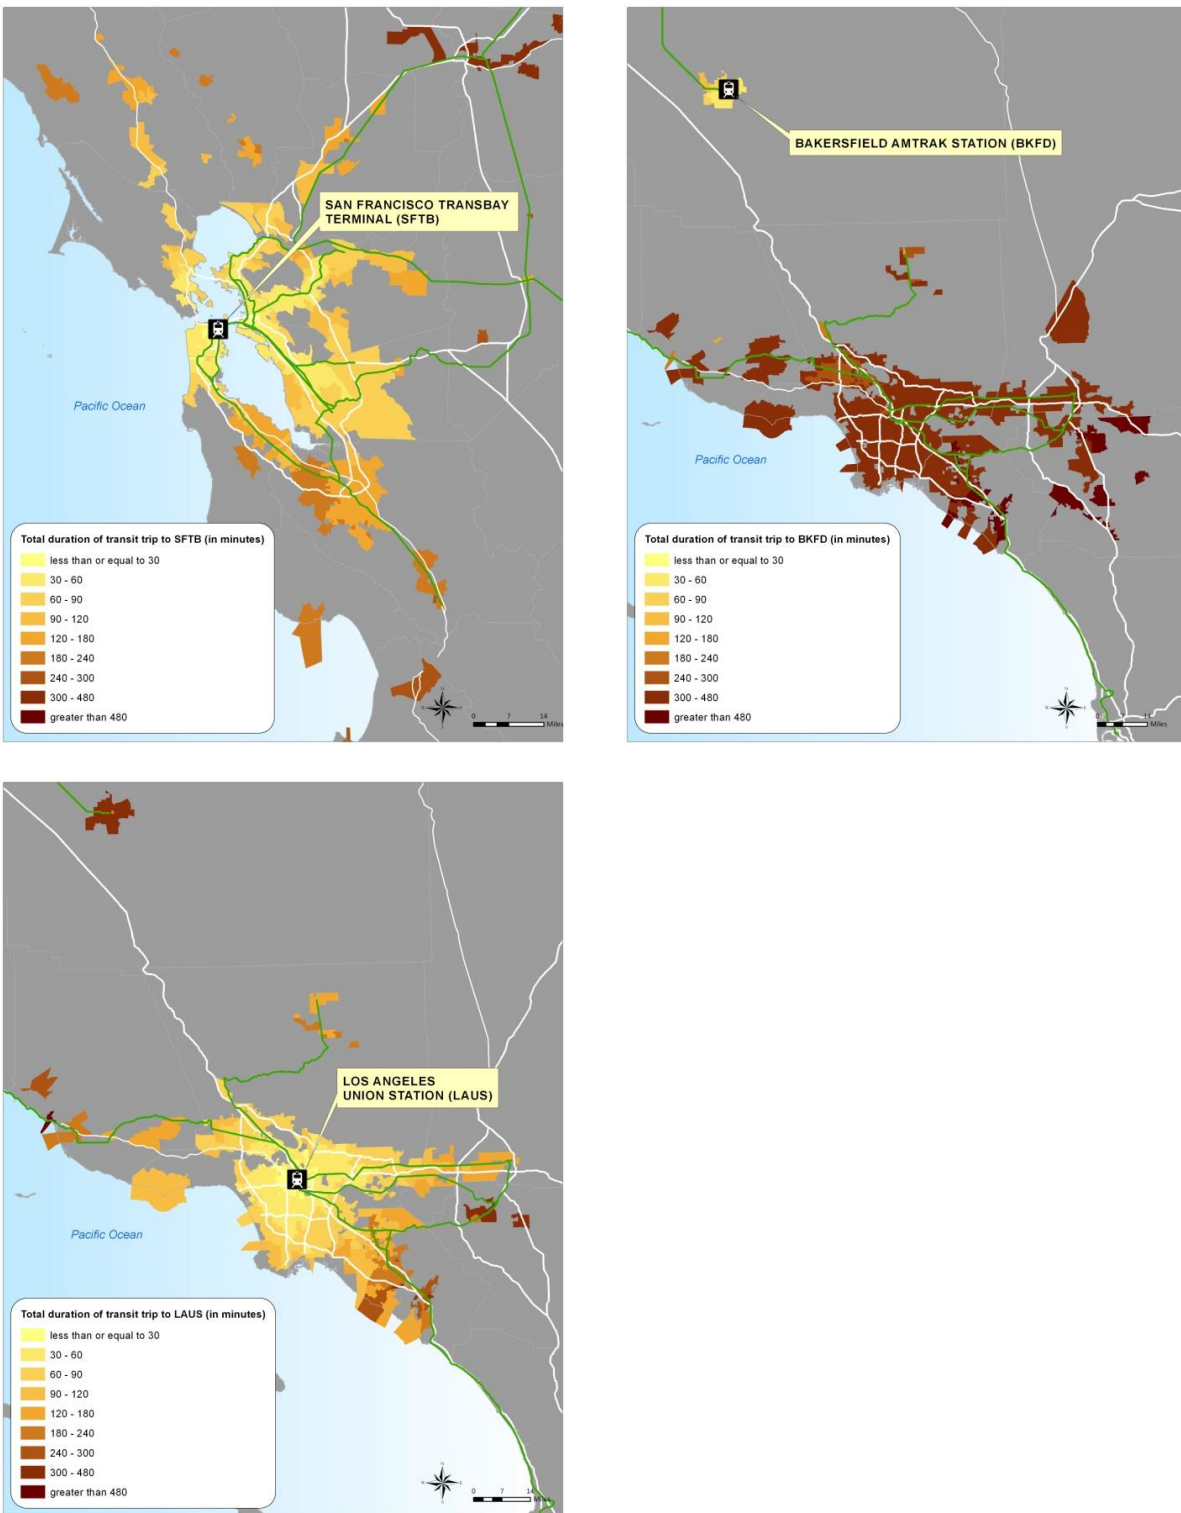 SAN FRANCISCO TRANSBAY
TERMINAL (SFTB)
Pacific Ocean
Total duration of transit trip to SFTB (in minutes)
less than or equal to 30
30 - 60
60 - 90
90 - 120
120 - 180
180 - 240
240 - 300
300 - 480
greater than 480
0 7 14
Miles
BAKERSFIELD AMTRAK STATION (BKFD)
Pacific Ocean
Total duration of transit trip to BKFD (in minutes)
less than or equal to 30
30 - 60
60 - 90
90 - 120
120 - 180
180 - 240
240 - 300
300 - 480
greater than 480
0 14
Miles
LOS ANGELES
UNION STATION (LAUS)
Pacific Ocean
Total duration of transit trip to LAUS (in minutes)
less than or equal to 30
30 - 60
60 - 90
90 - 120
120 - 180
180 - 240
240 - 300
300 - 480
greater than 480
0 7 14
Miles